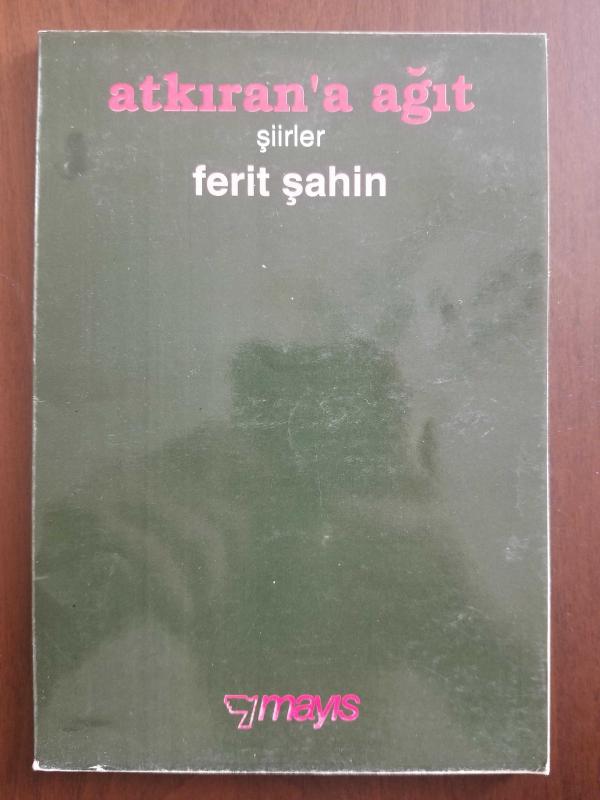 atkıran'a ağıt
şiirler
ferit şahin
mayıs